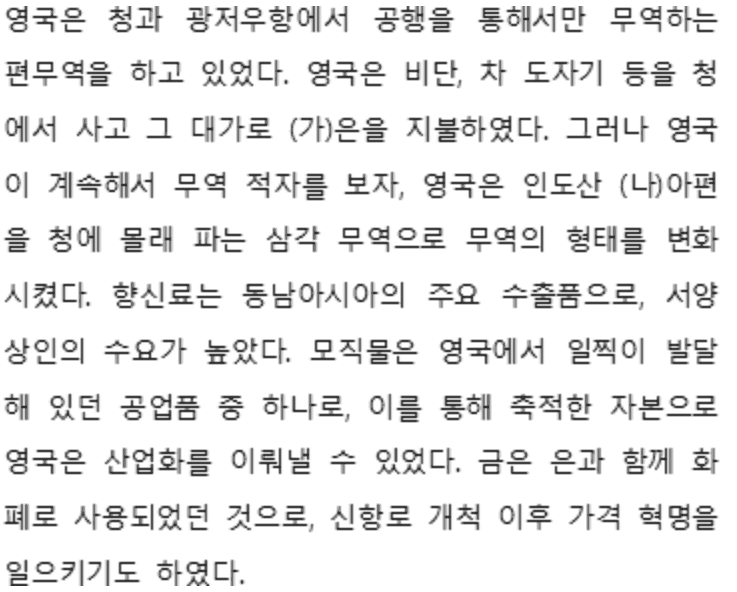 영국은 청과 광저우항에서 공행을 통해서만 무역하는
편무역을 하고 있었다. 영국은 비단, 차 도자기 등을 청
에서 사고 그 대가로 (가)은을 지불하였다. 그러나 영국
이 계속해서 무역 적자를 보자, 영국은 인도산 (나)아편
을 청에 몰래 파는 삼각 무역으로 무역의 형태를 변화
시켰다. 향신료는 동남아시아의 주요 수출품으로, 서양
상인의 수요가 높았다. 모직물은 영국에서 일찍이 발달
해 있던 공업품 중 하나로, 이를 통해 축적한 자본으로
영국은 산업화를 이뤄낼 수 있었다. 금은 은과 함께 화
폐로 사용되었던 것으로, 신항로 개척 이후 가격 혁명을
일으키기도 하였다.